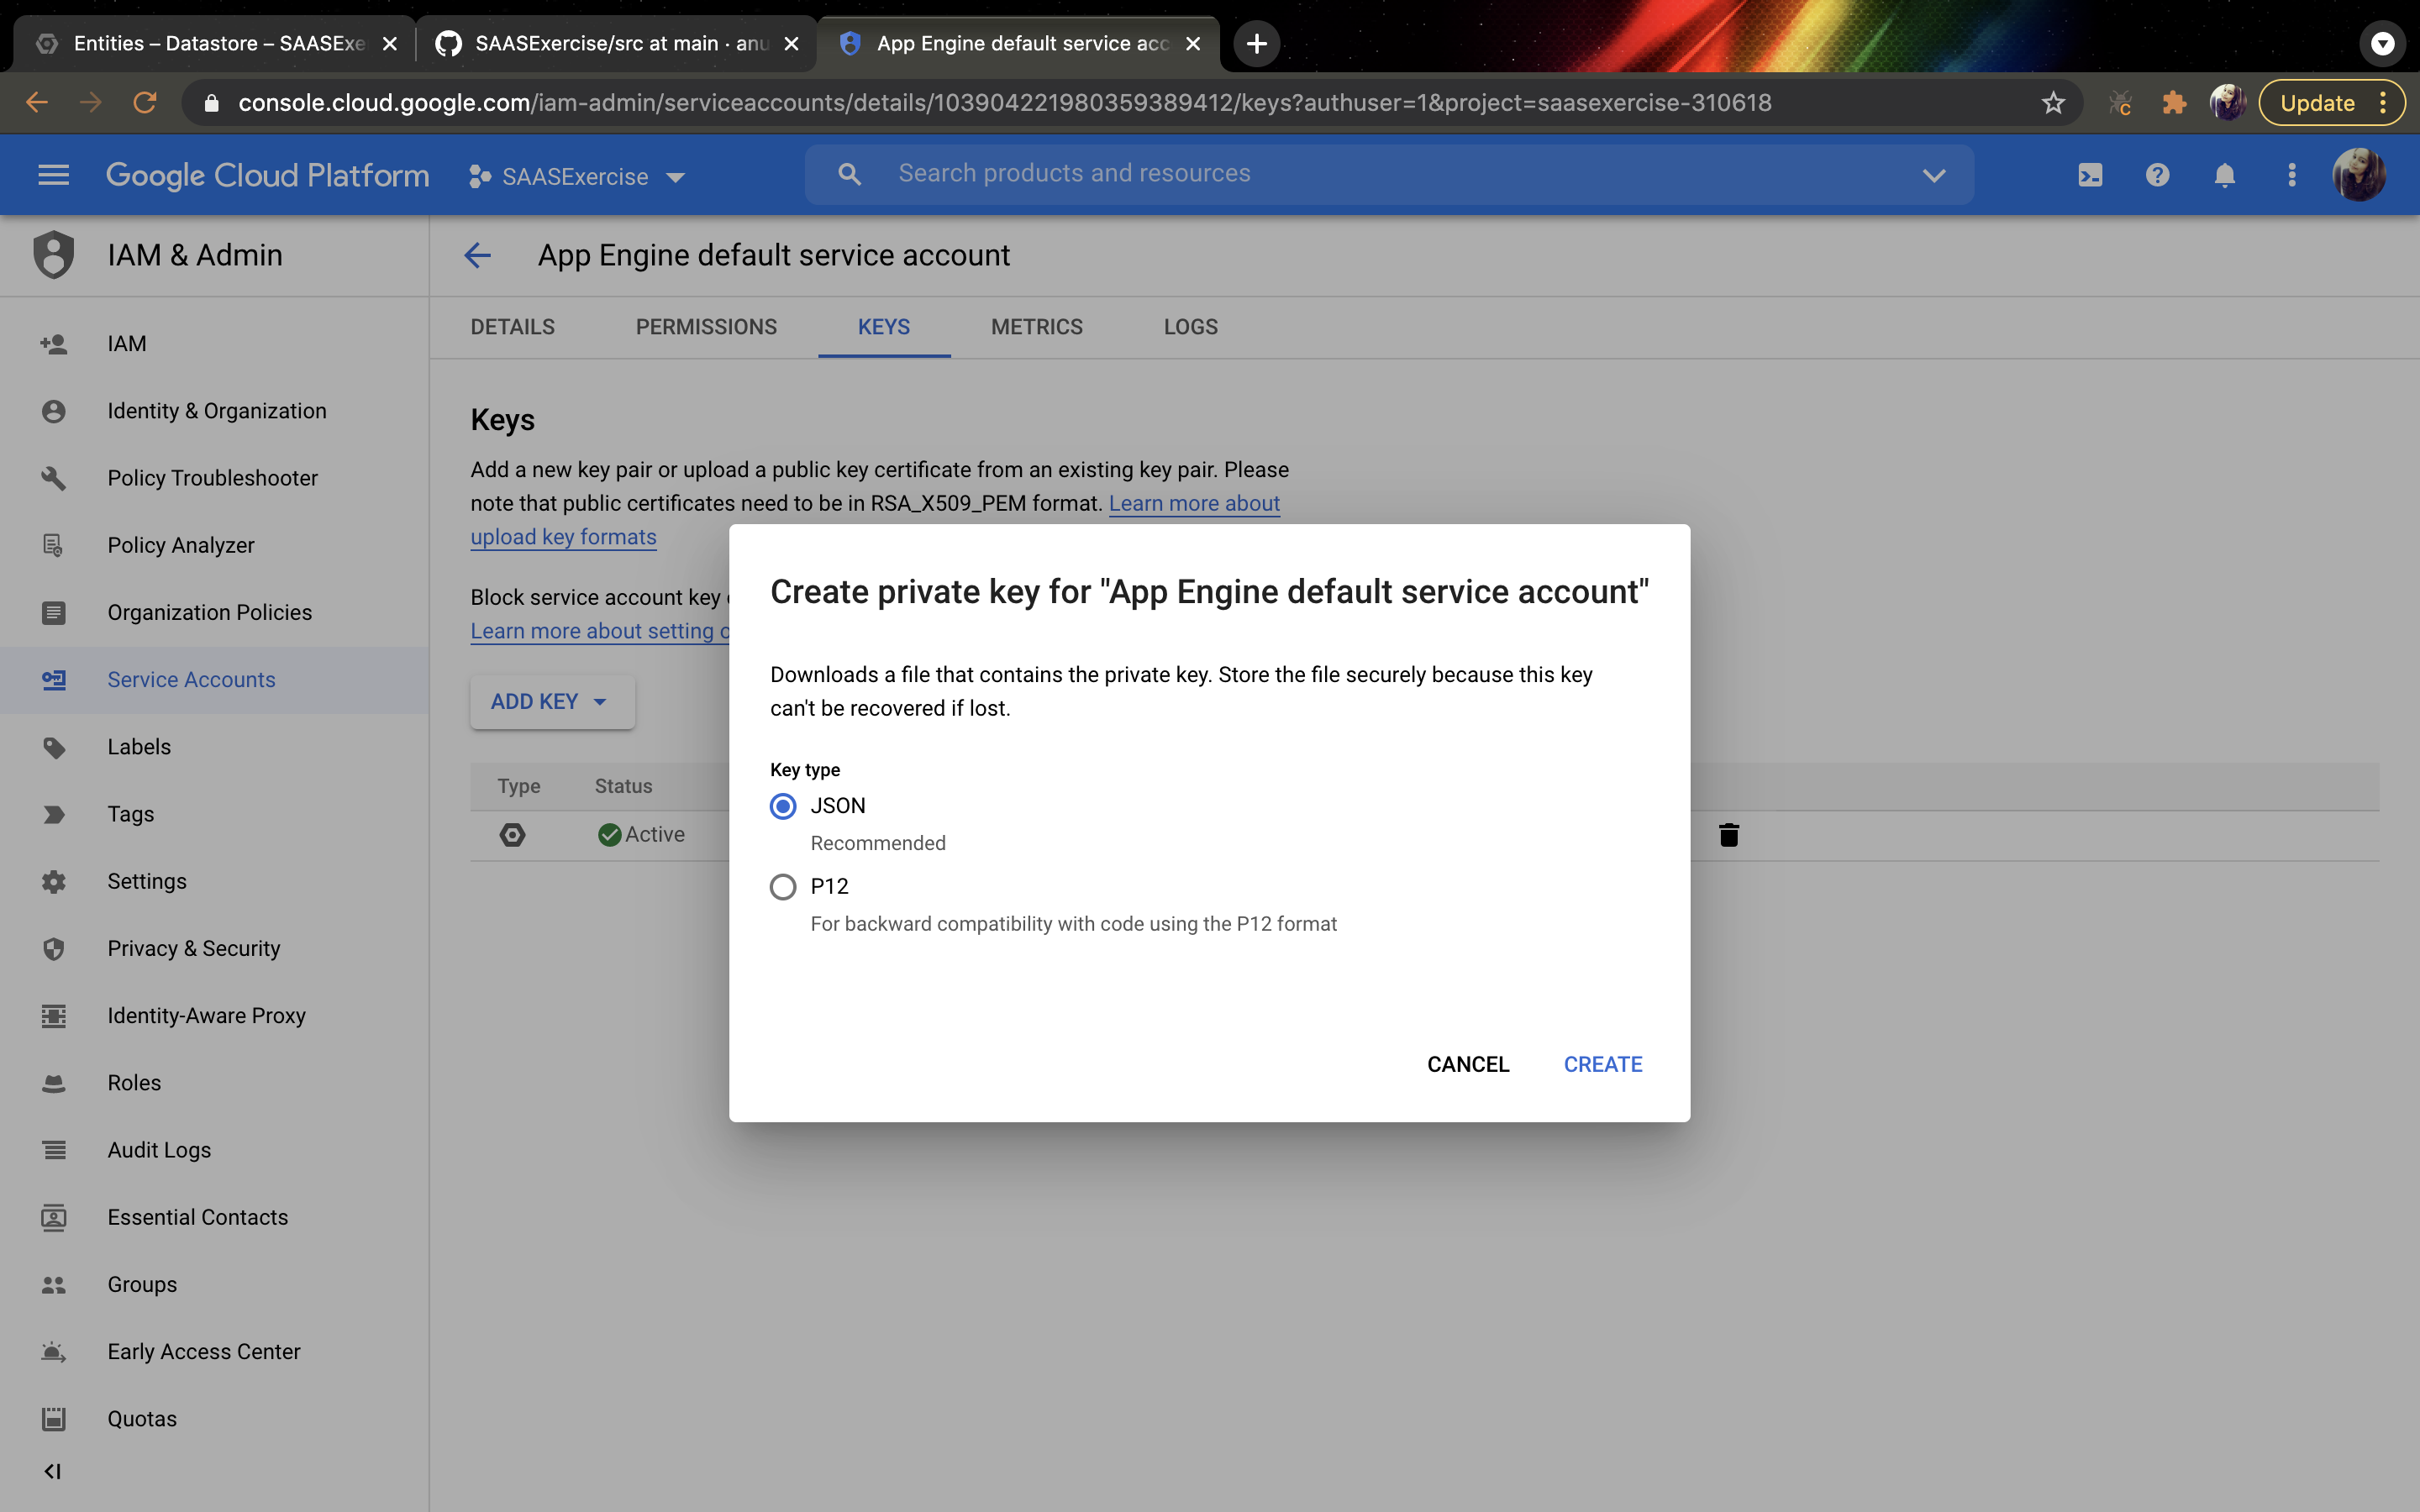 Entities – Datastore – SAASExe
SAASExercise/src at main · anu
App Engine default service acc
console.cloud.google.com/iam-admin/serviceaccounts/details/103904221980359389412/keys?authuser=1&project=saasexercise-310618
Update
Google Cloud Platform
SAASExercise
Search products and resources
IAM & Admin
App Engine default service account
DETAILS
PERMISSIONS
KEYS
METRICS
LOGS
IAM
Identity & Organization
Policy Troubleshooter
Policy Analyzer
Organization Policies
Service Accounts
Labels
Tags
Settings
Privacy & Security
Identity-Aware Proxy
Roles
Audit Logs
Essential Contacts
Groups
Early Access Center
Quotas
Keys
Add a new key pair or upload a public key certificate from an existing key pair. Please
note that public certificates need to be in RSA_X509_PEM format. Learn more about
upload key formats
Block service account key
Learn more about setting
ADD KEY
Type Status
Active
Create private key for "App Engine default service account"
Downloads a file that contains the private key. Store the file securely because this key
can't be recovered if lost.
Key type
JSON
Recommended
P12
For backward compatibility with code using the P12 format
CANCEL
CREATE